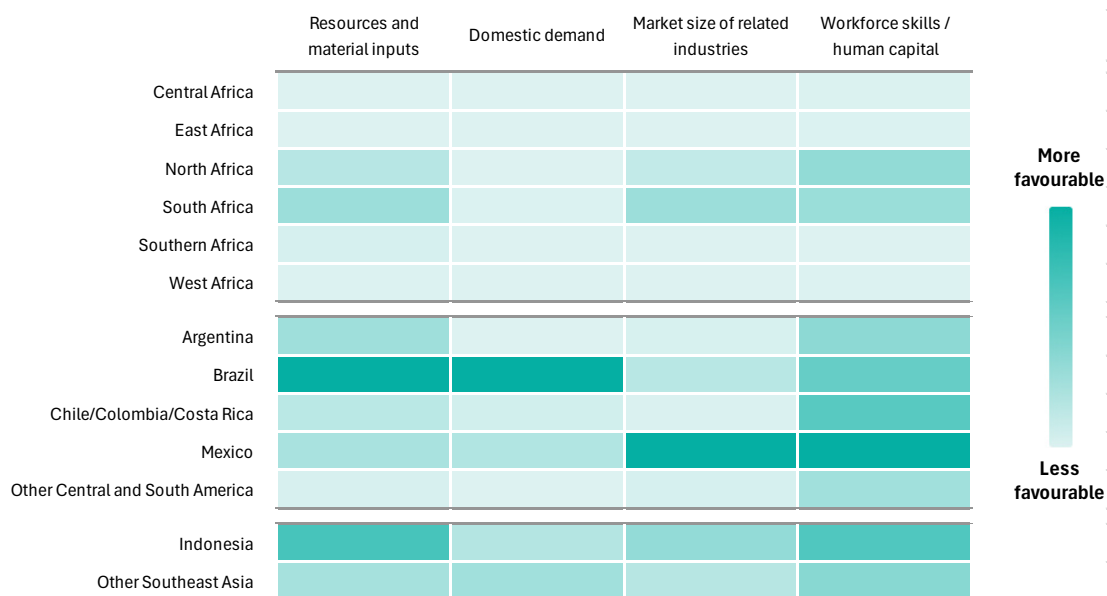 Resources and
material inputs
Domestic demand
Market size of related
industries
Workforce skills /
human capital
Central Africa
East Africa
North Africa
South Africa
Southern Africa
West Africa
Argentina
Brazil
Chile/Colombia/Costa Rica
Mexico
Other Central and South America
Indonesia
Other Southeast Asia
More
favourable
Less
favourable